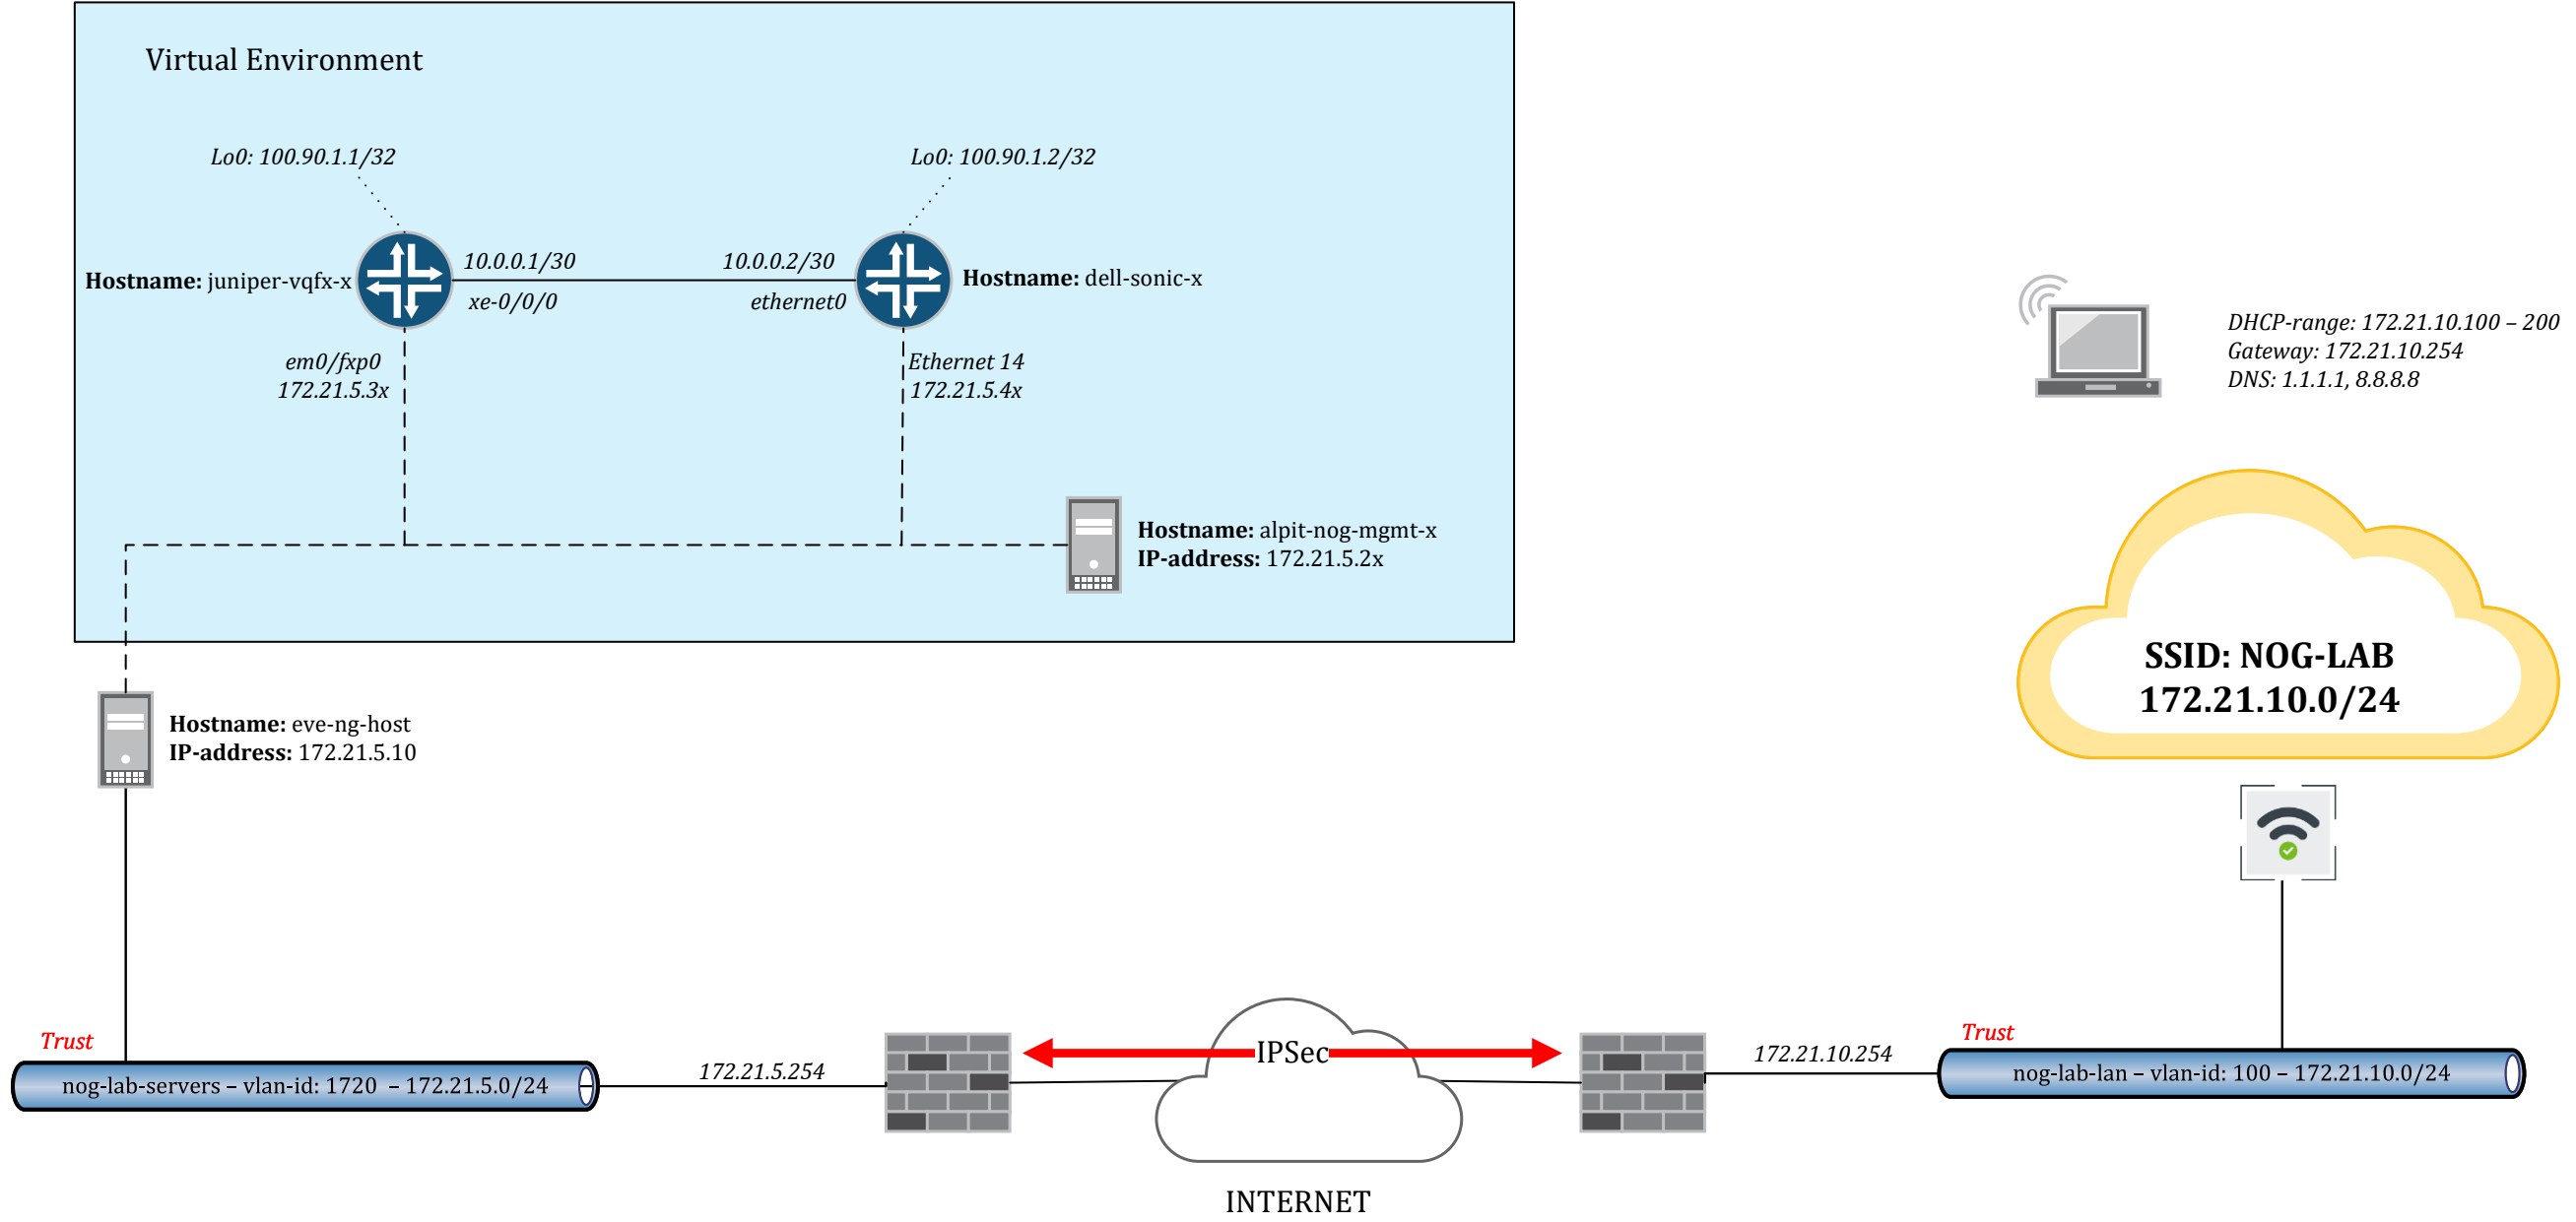 Virtual Environment
Lo0: 100.90.1.1/32
Lo0: 100.90.1.2/32
Hostname: juniper-vqfx-x
10.0.0.1/30
xe-0/0/0
10.0.0.2/30
ethernet0
Hostname: dell-sonic-x
em0/fxp0
172.21.5.3x
Ethernet 14
172.21.5.4x
Hostname: alpit-nog-mgmt-x
IP-address: 172.21.5.2x
Hostname: eve-ng-host
IP-address: 172.21.5.10
DHCP-range: 172.21.10.100 – 200
Gateway: 172.21.10.254
DNS: 1.1.1.1, 8.8.8.8
SSID: NOG-LAB
172.21.10.0/24
Trust
nog-lab-servers – vlan-id: 1720 – 172.21.5.0/24
172.21.5.254
IPSec
INTERNET
172.21.10.254
Trust
nog-lab-lan – vlan-id: 100 – 172.21.10.0/24